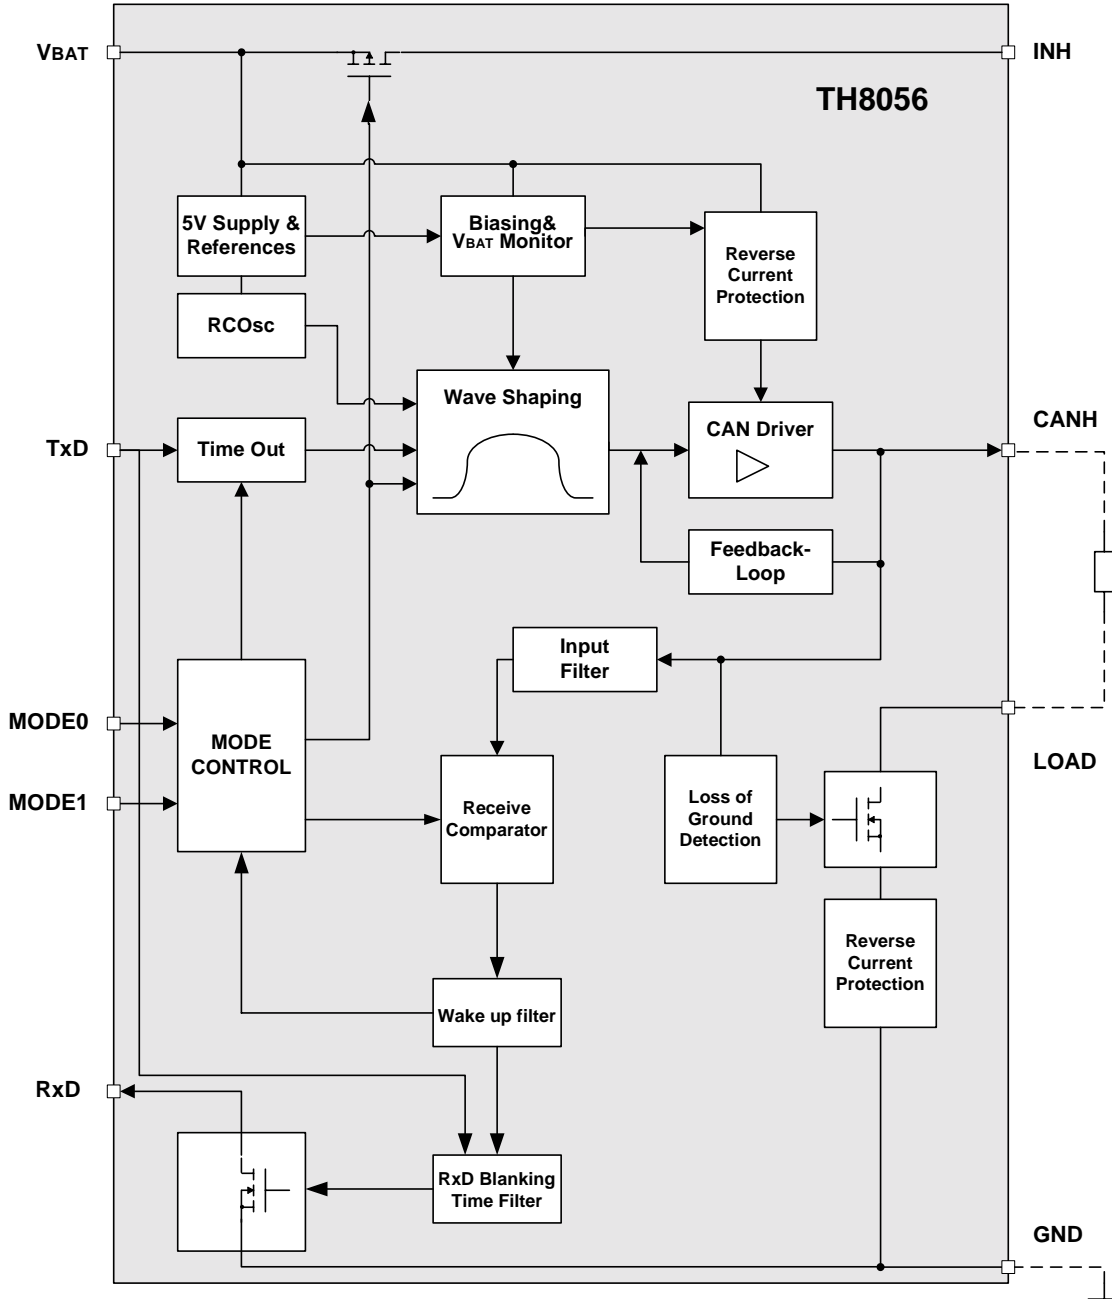 VBAT
INH
TH8056
5V Supply &
References
Biasing&
VBAT Monitor
Reverse
Current
Protection
RCOsc
Wave Shaping
CANH
TxD
Time Out
CAN Driver
Feedback-
Loop
Input
Filter
MODE0
MODE
CONTROL
MODE1
LOAD
Receive
Comparator
Loss of
Ground
Detection
Reverse
Current
Protection
Wake up filter
RxD
RxD Blanking
Time Filter
GND